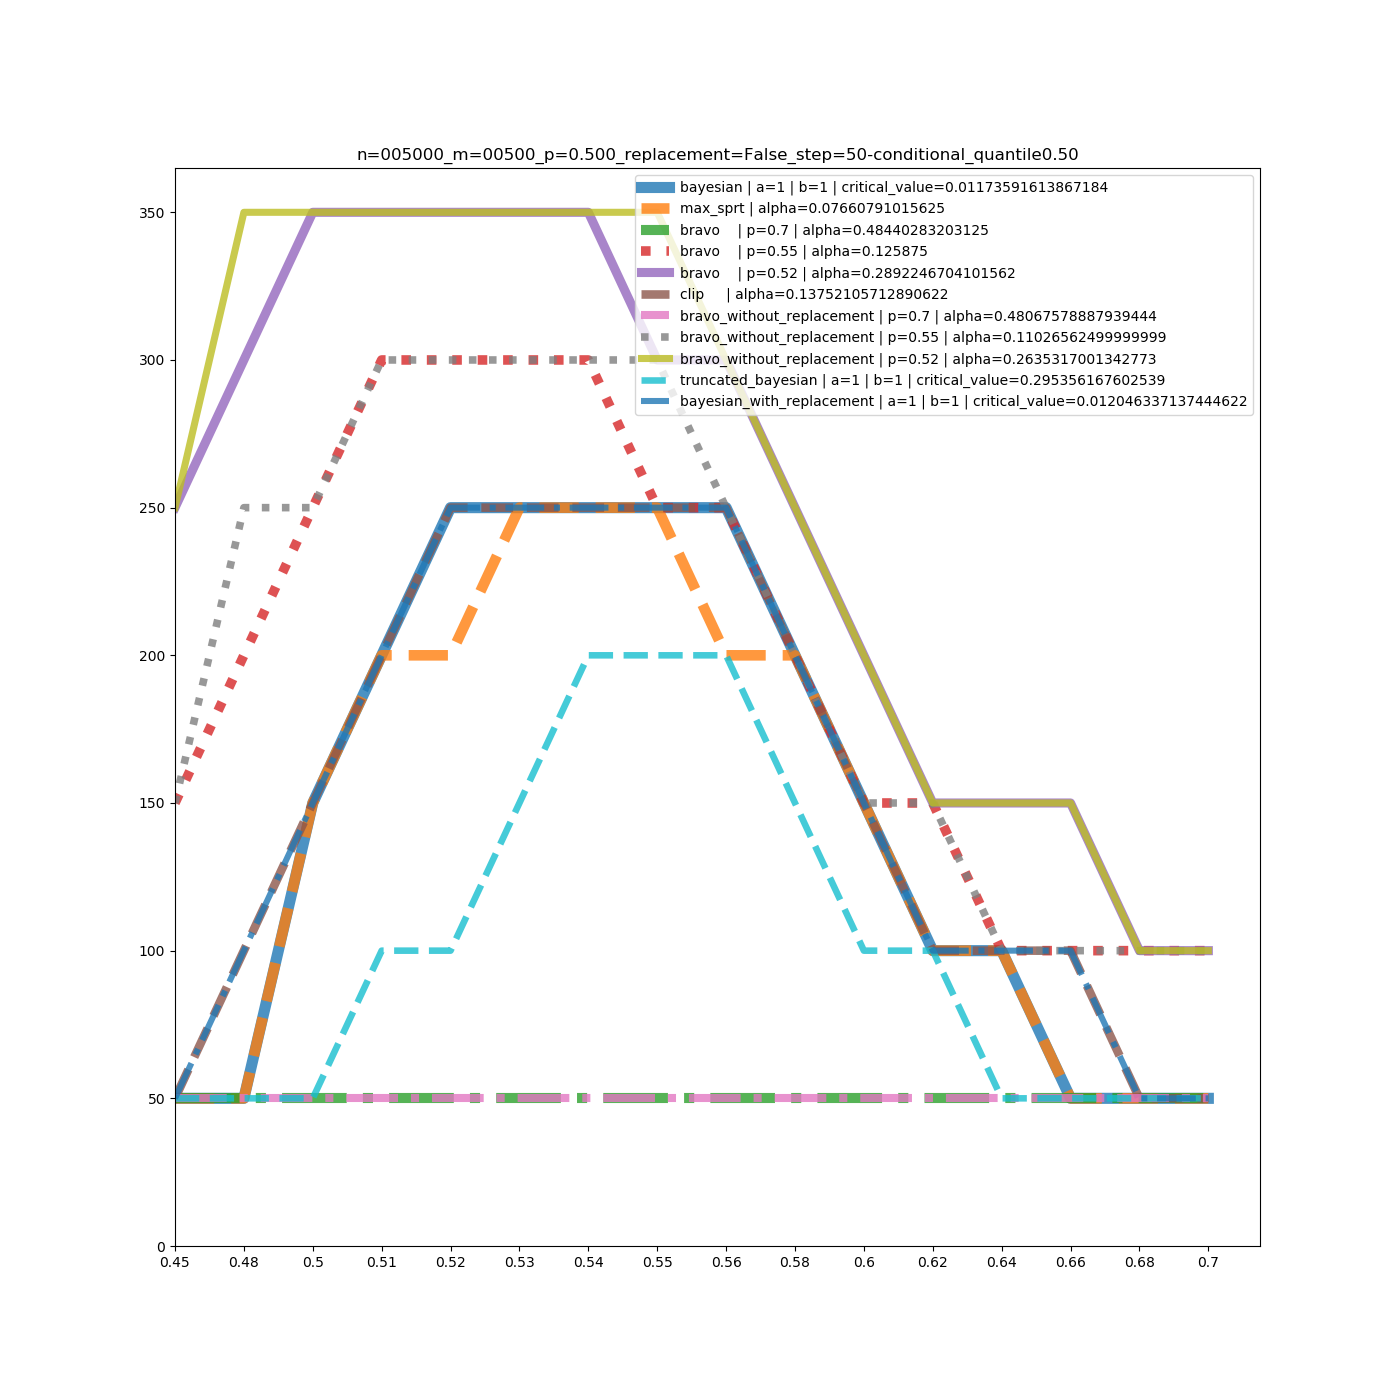 n=005000_m=00500_p=0.500_replacement=False_step=50-conditional_quantile0.50
bayesian | a=1 | b=1 | critical_value=0.01173591613867184
max_sprt | alpha=0.07660791015625
bravo    | p=0.7 | alpha=0.48440283203125
bravo    | p=0.55 | alpha=0.125875
bravo    | p=0.52 | alpha=0.2892246704101562
clip     | alpha=0.13752105712890622
bravo_without_replacement | p=0.7 | alpha=0.48067578887939444
bravo_without_replacement | p=0.55 | alpha=0.11026562499999999
bravo_without_replacement | p=0.52 | alpha=0.2635317001342773
truncated_bayesian | a=1 | b=1 | critical_value=0.295356167602539
bayesian_with_replacement | a=1 | b=1 | critical_value=0.012046337137444622
350
300
250
200
150
100
50
0
0.45 0.48 0.5 0.51 0.52 0.53 0.54 0.55 0.56 0.58 0.6 0.62 0.64 0.66 0.68 0.7